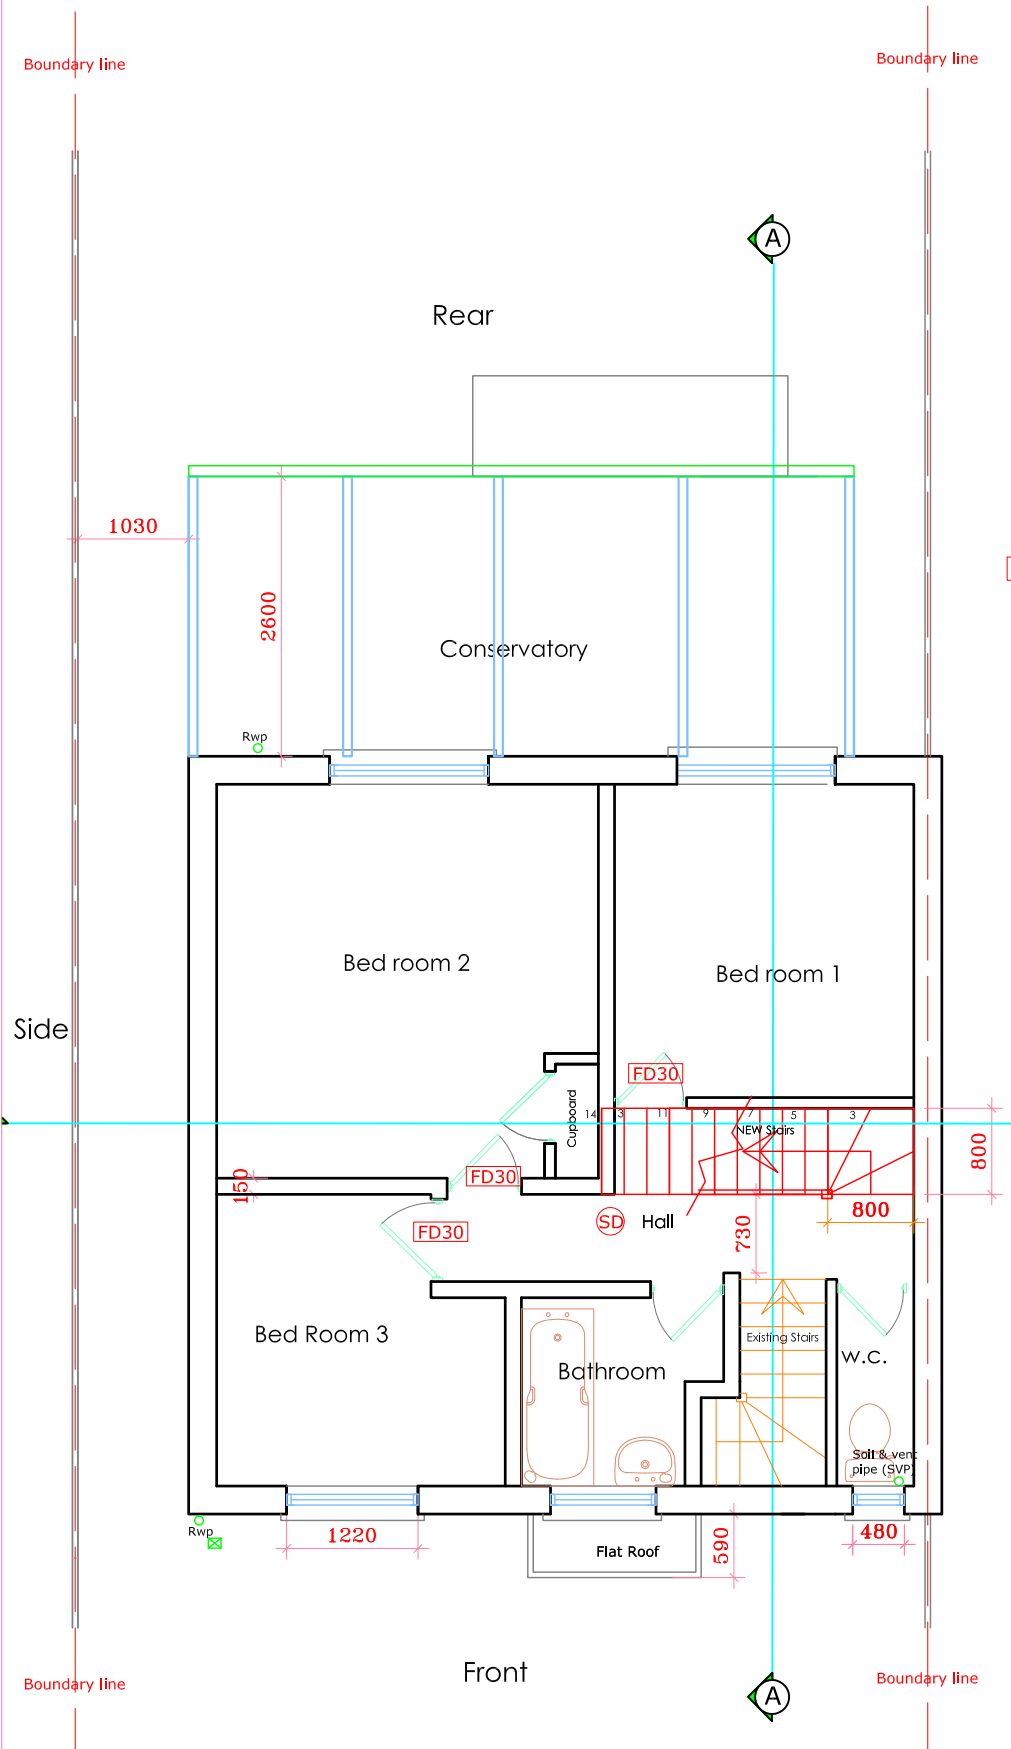 Boundary line
Boundary line
A
Rear
1030
2600
Conservatory
Rwp
Bed room 2
Bed room 1
Side
FD30
Cupboard
14
3
11
9
7
5
3
NEW Stairs
800
FD30
150
SD
Hall
800
730
FD30
Bed Room 3
Existing Stairs
w.c.
Bathroom
Soil & vent
pipe (SVP)
Rwp
1220
Flat Roof
590
480
Front
Boundary line
Boundary line
A